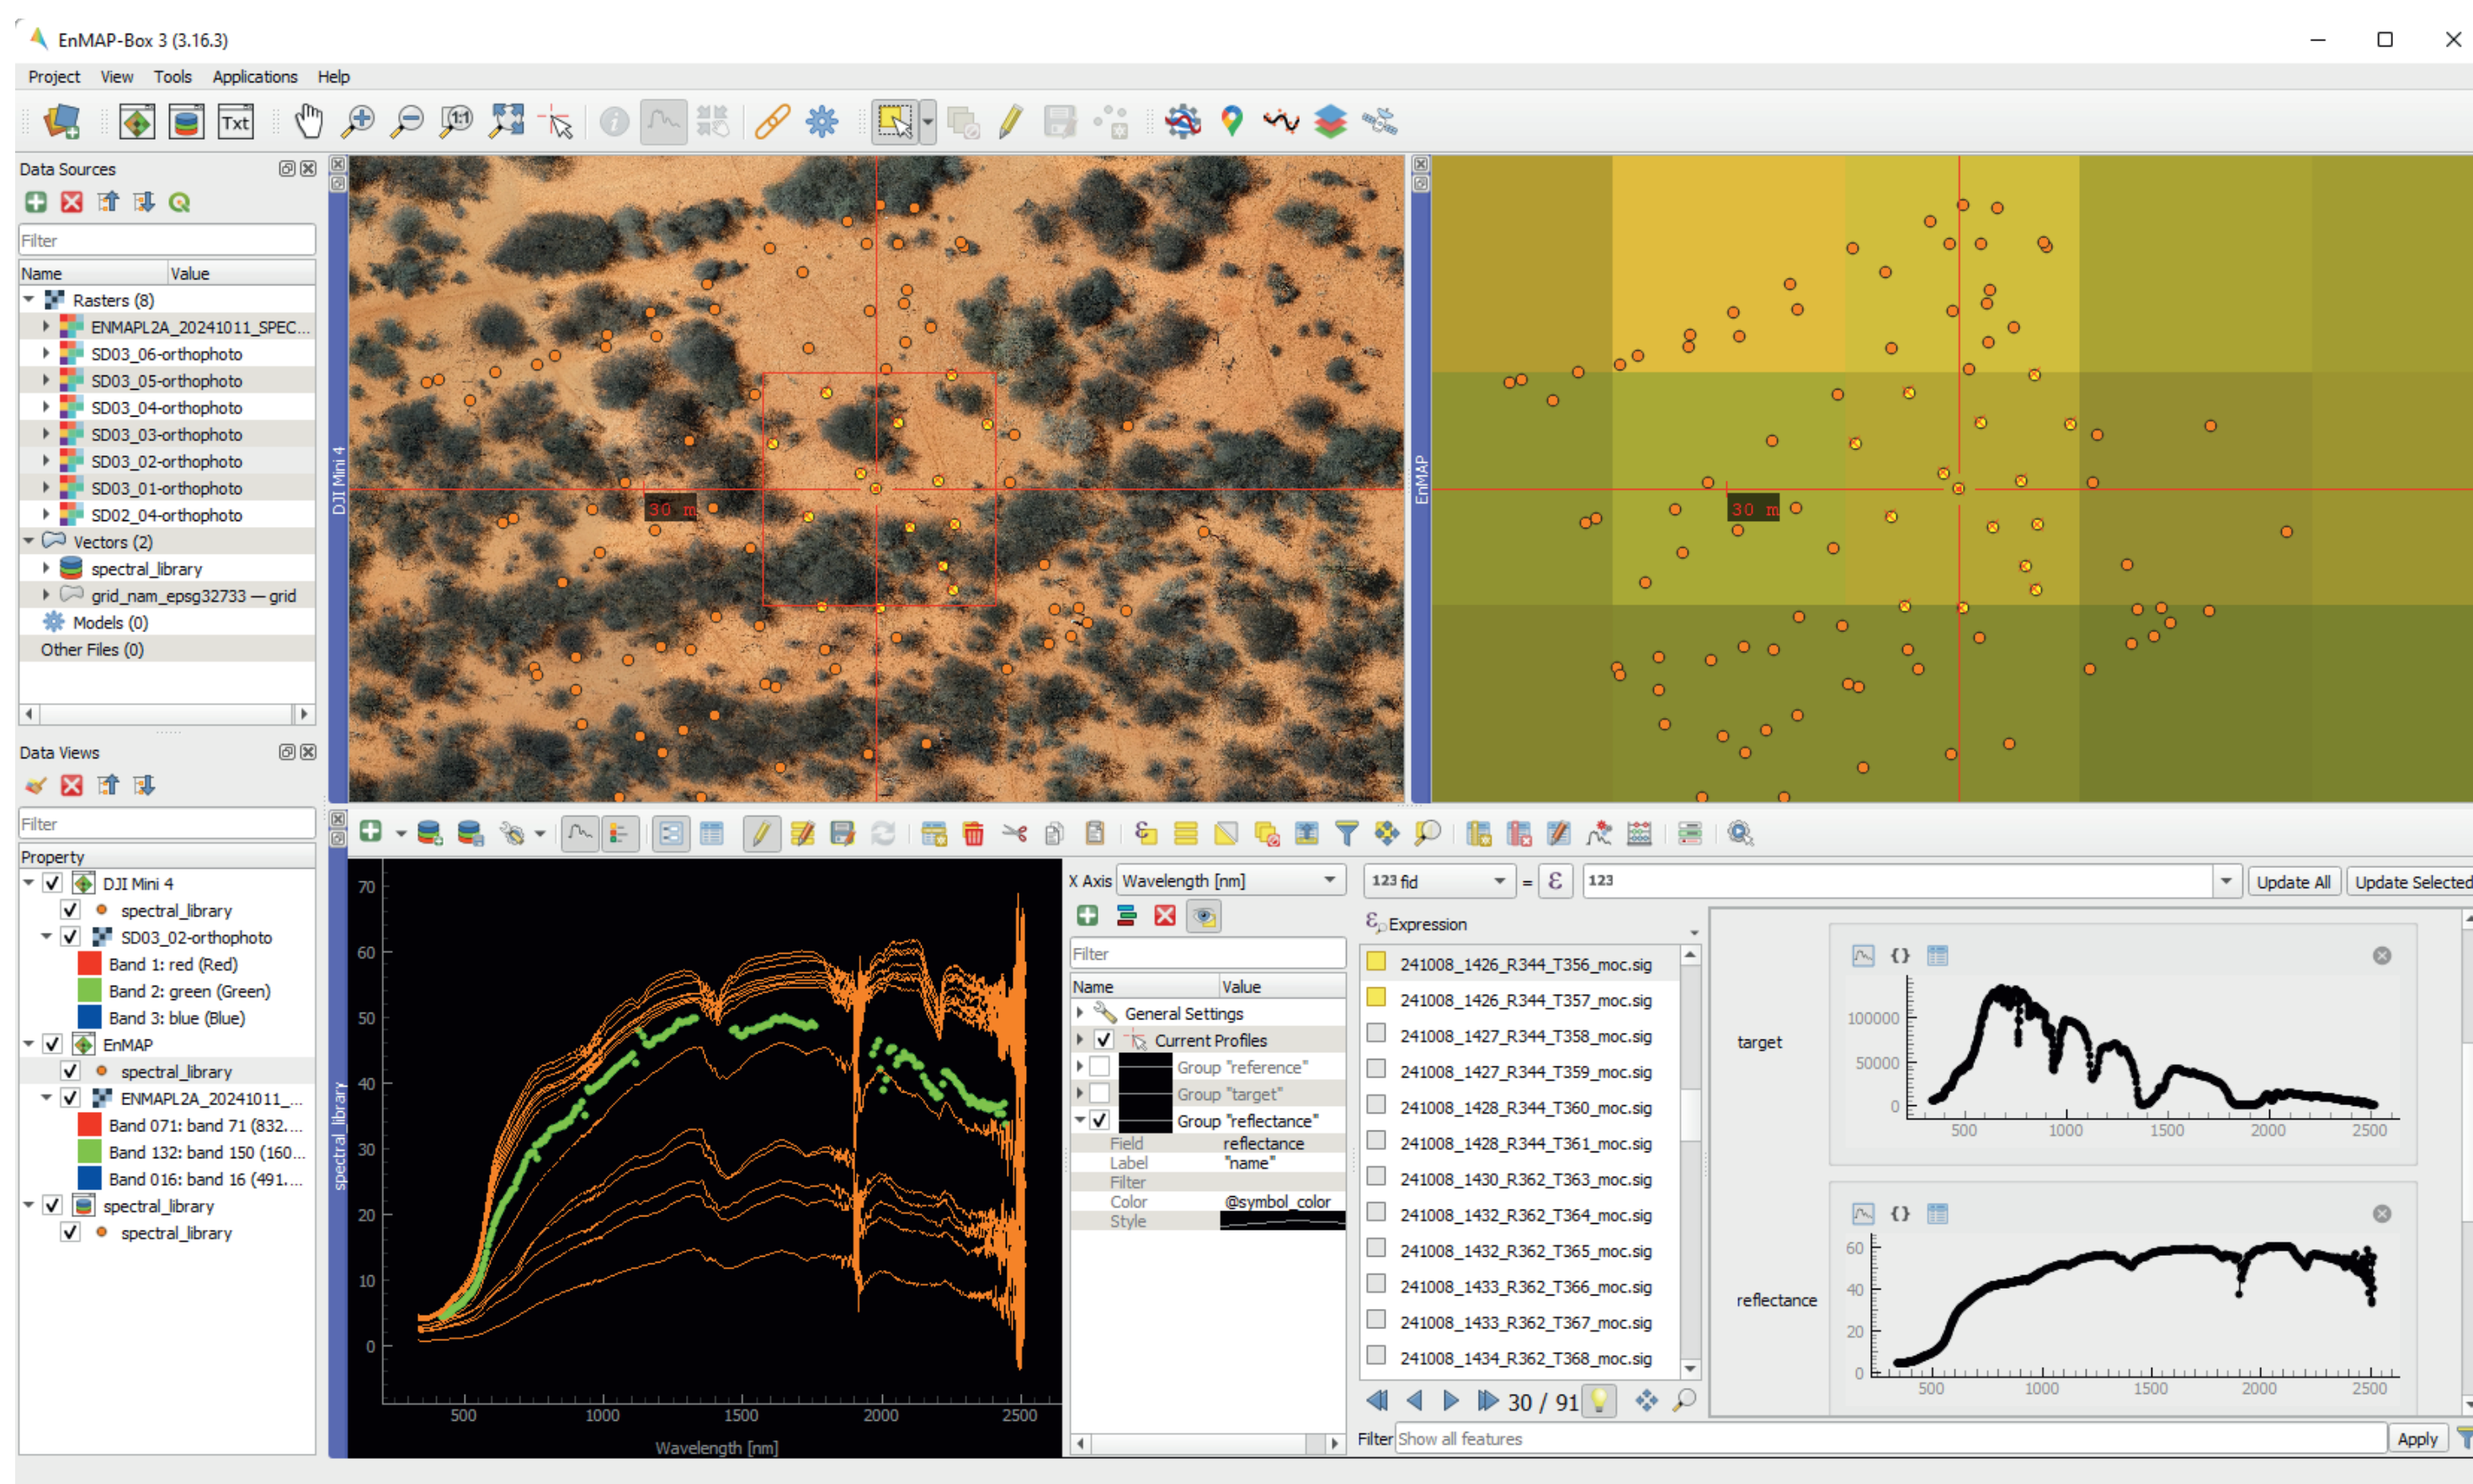 EnMAP-Box 3 (3.16.3)
Project View Tools Applications Help
1:1
Txt
Data Sources
Filter
Name Value
Rasters (8)
ENMAPL2A_20241011_SPEC...
SD03_06-orthophoto
SD03_05-orthophoto
SD03_04-orthophoto
SD03_03-orthophoto
SD03_02-orthophoto
SD03_01-orthophoto
SD02_04-orthophoto
Vectors (2)
spectral_library
grid_nam_epsg32733 — grid
Models (0)
Other Files (0)
DJI Mini 4
30 m
EnMAP
30 m
Data Views
Filter
Property
DJI Mini 4
spectral_library
SD03_02-orthophoto
Band 1: red (Red)
Band 2: green (Green)
Band 3: blue (Blue)
EnMAP
spectral_library
ENMAPL2A_20241011_...
Band 071: band 71 (832....
Band 132: band 150 (160...
Band 016: band 16 (491....
spectral_library
spectral_library
spectral_library
70
60
50
40
30
20
10
0
500 1000 1500 2000 2500
Wavelength [nm]
X Axis Wavelength [nm]
Filter
Name Value
General Settings
Current Profiles
Group "reference"
Group "target"
Group "reflectance"
Field reflectance
Label "name"
Filter
Color @symbol_color
Style
123 fid = ε 123 Update All Update Selected
Expression
241008_1426_R344_T356_moc.sig
241008_1426_R344_T357_moc.sig
241008_1427_R344_T358_moc.sig
241008_1427_R344_T359_moc.sig
241008_1428_R344_T360_moc.sig
241008_1428_R344_T361_moc.sig
241008_1430_R362_T363_moc.sig
241008_1432_R362_T364_moc.sig
241008_1432_R362_T365_moc.sig
241008_1433_R362_T366_moc.sig
241008_1433_R362_T367_moc.sig
241008_1434_R362_T368_moc.sig
30 / 91
Filter Show all features Apply
target
{}
100000
50000
0
500 1000 1500 2000 2500
reflectance
{}
60
40
20
0
500 1000 1500 2000 2500